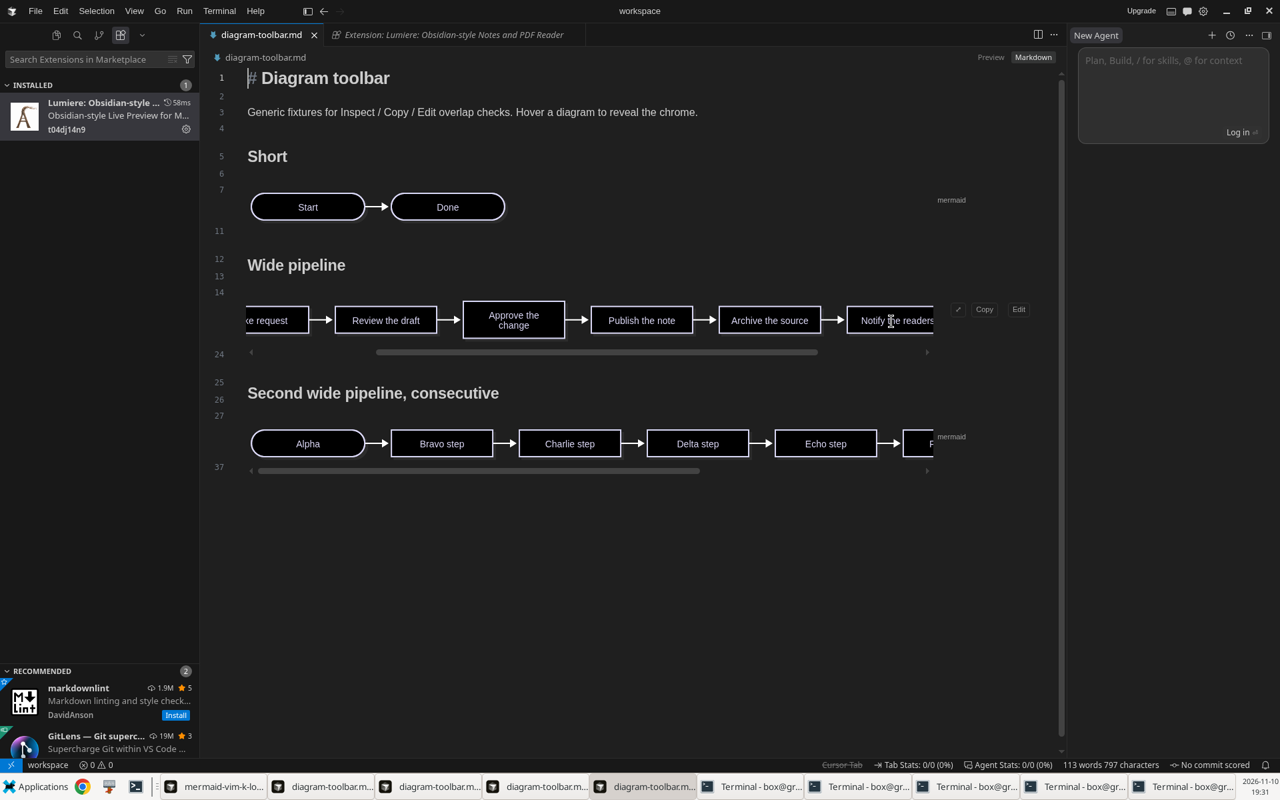 File Edit Selection View Go Run Terminal Help
workspace
Upgrade
diagram-toolbar.md
Extension: Lumiere: Obsidian-style Notes and PDF Reader
New Agent
Search Extensions in Marketplace
diagram-toolbar.md
Preview Markdown
Plan, Build, / for skills, @ for context
Log in
INSTALLED 1
Lumiere: Obsidian-style ... 58ms
Obsidian-style Live Preview for M...
t04dj14n9
1 # Diagram toolbar
2
3 Generic fixtures for Inspect / Copy / Edit overlap checks. Hover a diagram to reveal the chrome.
4
5 Short
6
7
Start Done
mermaid
11
12 Wide pipeline
13
14
Copy Edit
ke request Review the draft Approve the change Publish the note Archive the source Notify the readers
24
25 Second wide pipeline, consecutive
26
27
Alpha Bravo step Charlie step Delta step Echo step
mermaid
37
RECOMMENDED 2
markdownlint 1.9M 5
Markdown linting and style check...
DavidAnson Install
GitLens — Git superc... 19M 3
Supercharge Git within VS Code ...
workspace 0 0
Cursor Tab Tab Stats: 0/0 (0%) Agent Stats: 0/0 (0%) 113 words 797 characters No commit scored
Applications mermaid-vim-k-lo... diagram-toolbar.m... diagram-toolbar.m... diagram-toolbar.m... diagram-toolbar.m... Terminal - box@gr... Terminal - box@gr... Terminal - box@gr... Terminal - box@gr... Terminal - box@gr...
2026-11-10
19:31